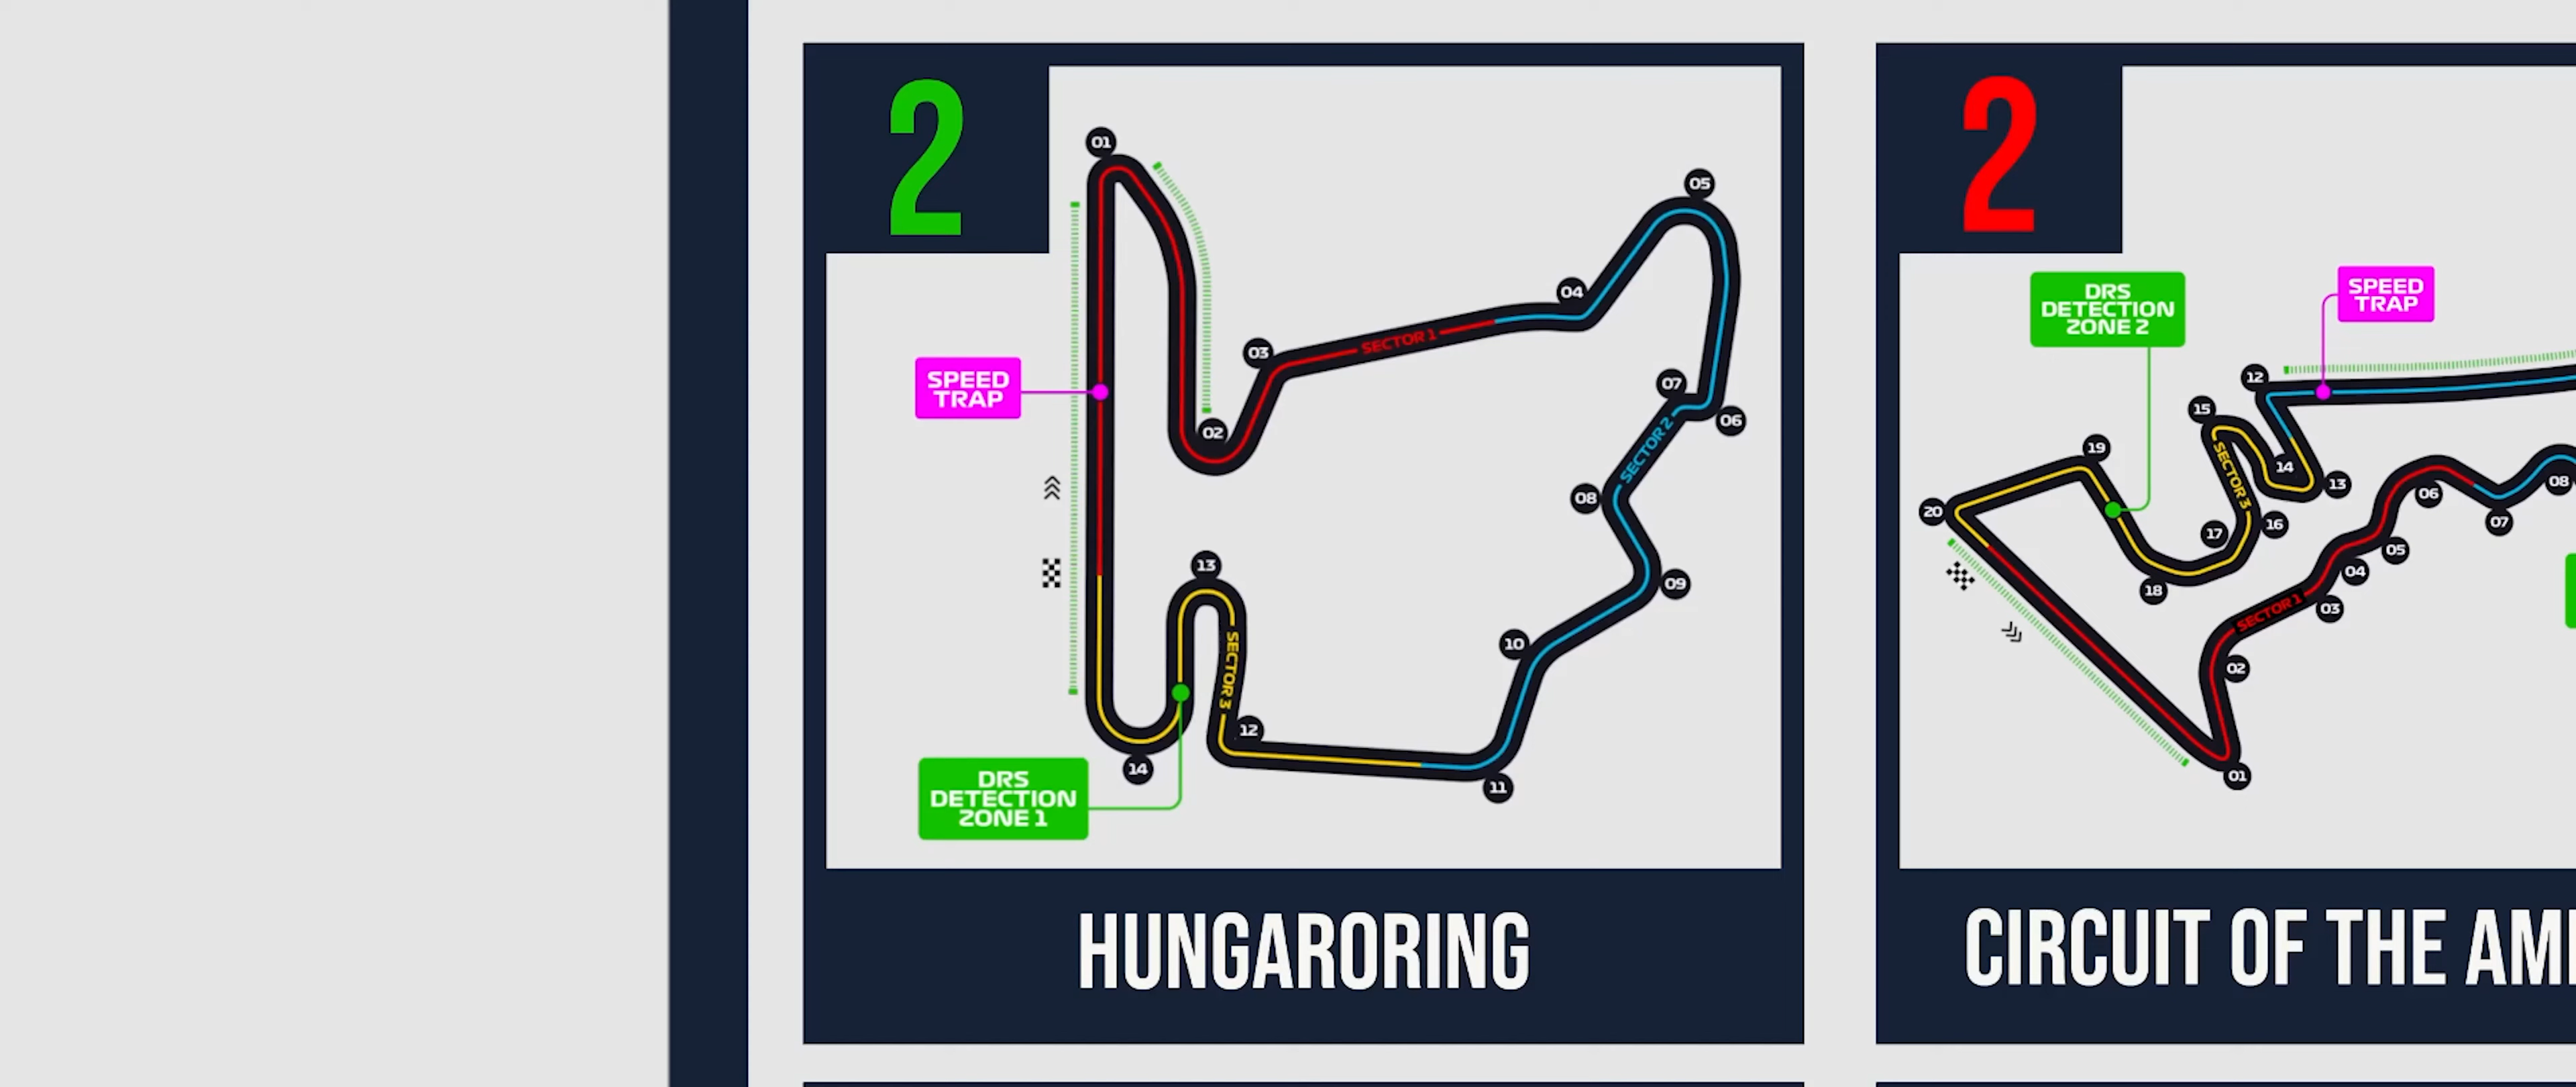 2
01
05
04
03
SECTOR 1
SPEED
TRAP
02
07
06
SECTOR 2
08
09
13
10
SECTOR 3
12
14
11
DRS
DETECTION
ZONE 1
HUNGARORING
2
DRS
DETECTION
ZONE 2
SPEED
TRAP
12
15
19
14
13
SECTOR 3
06
08
20
17
16
07
05
04
18
SECTOR 1
03
02
01
CIRCUIT OF THE